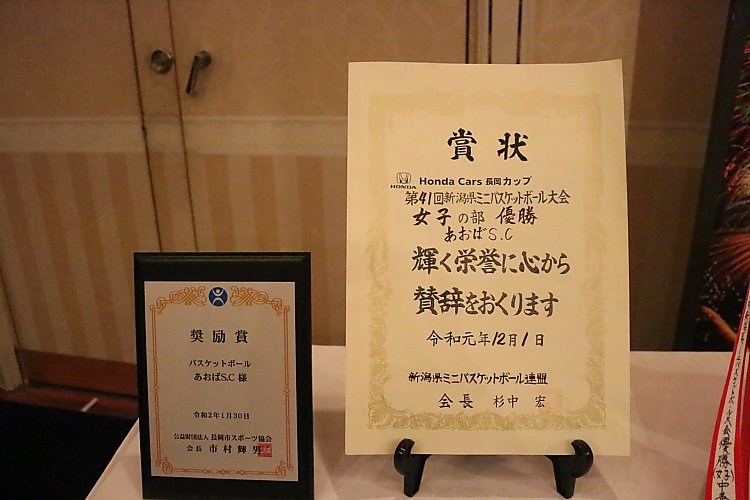 奨励賞
バスケットボール
あおばS.C 様
令和2年1月30日
公益財団法人 長岡市スポーツ協会
会長 市村輝男
賞状
HONDA
Honda Cars 長岡カップ
第41回新潟県ミニバスケットボール大会
女子の部 優勝
あおばS.C
輝く栄誉に心から
賛辞をおくります
令和元年12月1日
新潟県ミニバスケットボール連盟
会長 杉中 宏